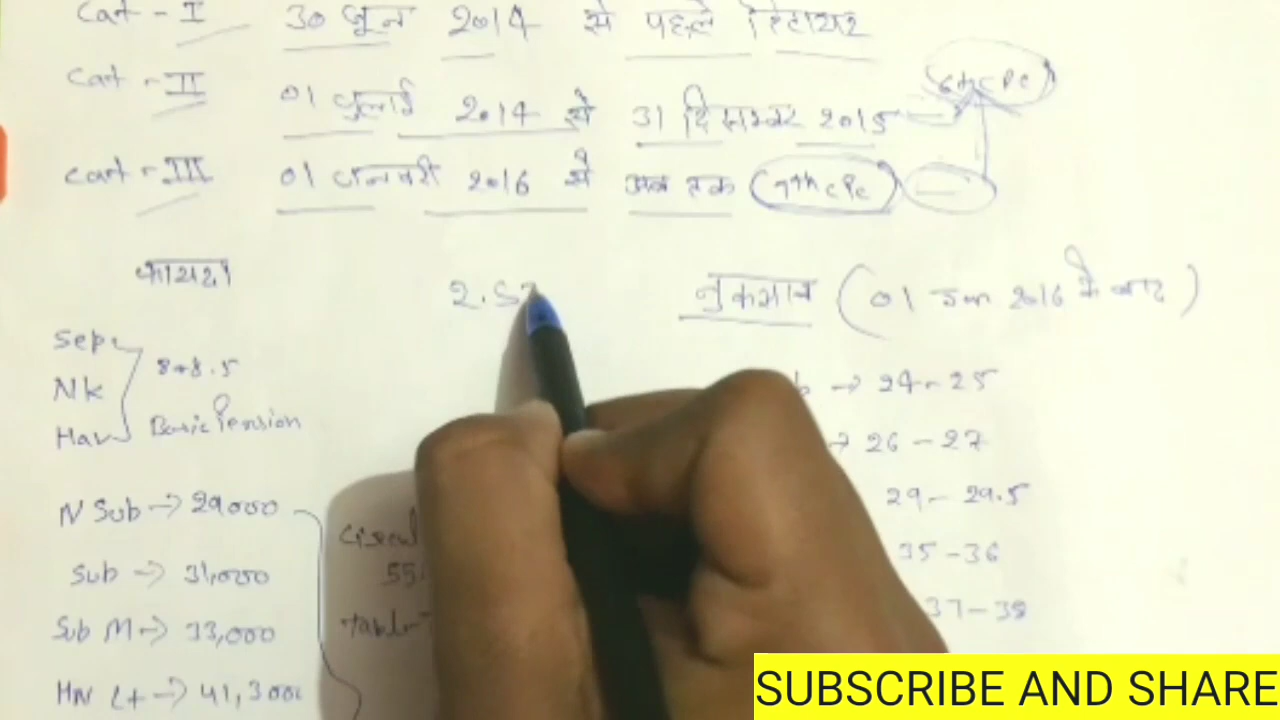 Cat - I 30 जून 2014 से पहले रिटायर
Cat - II 01 जुलाई 2014 से 31 दिसम्बर 2015 6th CPC
Cat - III 01 जनवरी 2016 से अब तक 7th CPC
फायदा
2.57
नुकसान (01 Jan 2016 के बाद)
Sep
Nk
Hav
8+8.5
Basic Pension
N Sub → 29000
Sub → 31,000
Sub M → 33,000
HN Lt → 41,300
555
Table
→ 24-25
→ 26-27
29-29.5
35-36
37-38
SUBSCRIBE AND SHARE